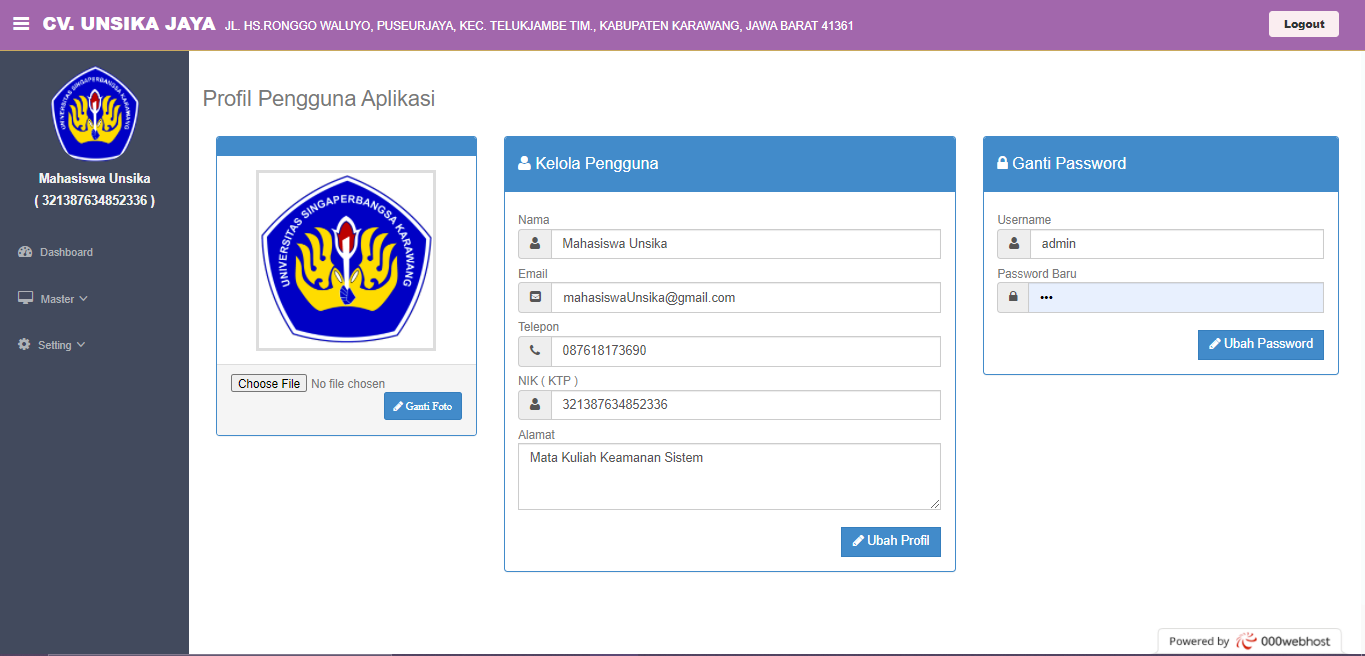 CV. UNSIKA JAYA JL. HS.RONGGO WALUYO, PUSEURJAYA, KEC. TELUKJAMBE TIM., KABUPATEN KARAWANG, JAWA BARAT 41361
Logout
UNIVERSITAS SINGAPERBANGSA KARAWANG
Mahasiswa Unsika
( 321387634852336 )
Dashboard
Master
Setting
Profil Pengguna Aplikasi
UNIVERSITAS SINGAPERBANGSA KARAWANG
Choose File No file chosen
Ganti Foto
Kelola Pengguna
Nama
Mahasiswa Unsika
Email
mahasiswaUnsika@gmail.com
Telepon
087618173690
NIK ( KTP )
321387634852336
Alamat
Mata Kuliah Keamanan Sistem
Ubah Profil
Ganti Password
Username
admin
Password Baru
•••
Ubah Password
Powered by 000webhost